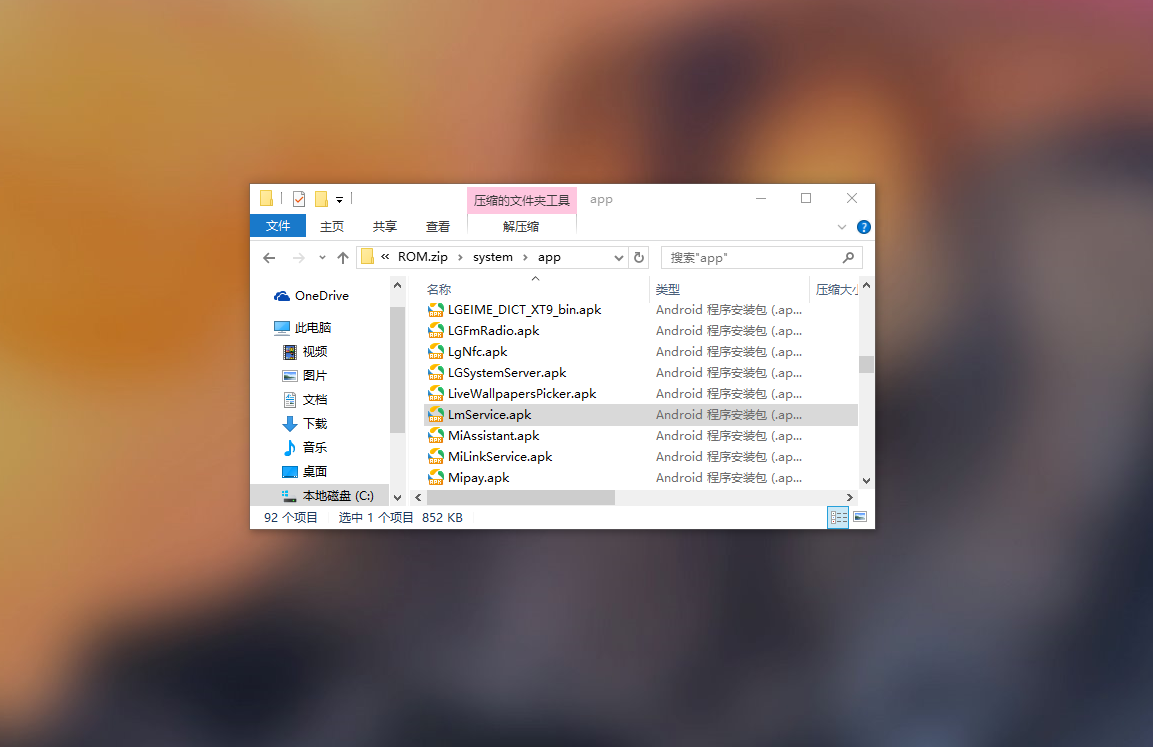 压缩的文件夹工具 app
文件 主页 共享 查看 解压缩
« ROM.zip › system › app 搜索"app"
OneDrive
此电脑
视频
图片
文档
下载
音乐
桌面
本地磁盘 (C:)
名称 类型 压缩大小
LGEIME_DICT_XT9_bin.apk Android 程序安装包 (.ap...
LGFmRadio.apk Android 程序安装包 (.ap...
LgNfc.apk Android 程序安装包 (.ap...
LGSystemServer.apk Android 程序安装包 (.ap...
LiveWallpapersPicker.apk Android 程序安装包 (.ap...
LmService.apk Android 程序安装包 (.ap...
MiAssistant.apk Android 程序安装包 (.ap...
MiLinkService.apk Android 程序安装包 (.ap...
Mipay.apk Android 程序安装包 (.ap...
92 个项目 选中 1 个项目 852 KB